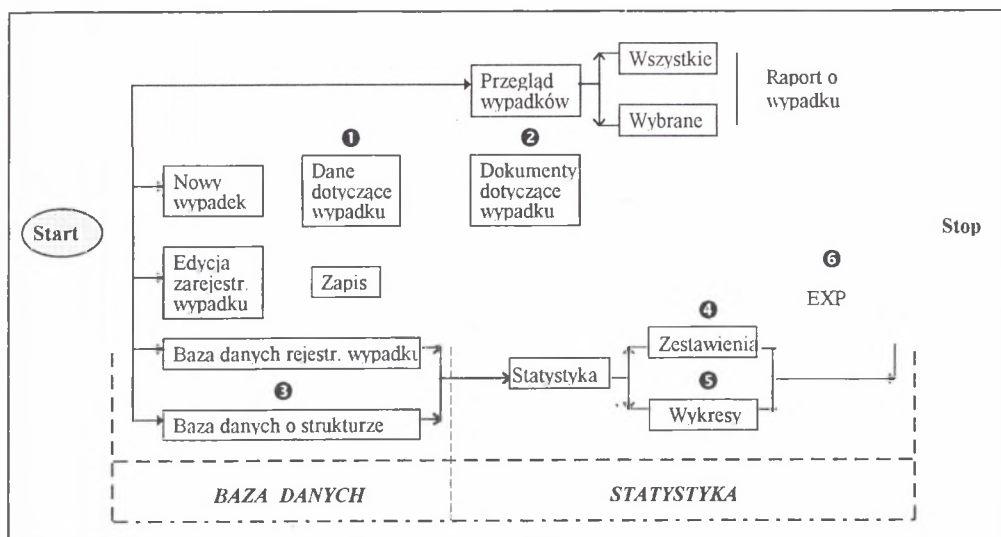 Wszystkie
Przegląd
wypadków
Raport o
wypadku
Wybrane
❶
❷
Nowy
wypadek
Dane
dotyczące
wypadku
Dokumenty
dotyczące
wypadku
Start
Stop
Edycja
zarejestr.
wypadku
Zapis
❻
EXP
❹
Baza danych rejestr. wypadku
Zestawienia
Statystyka
❸
❺
Baza danych o strukturze
Wykresy
BAZA DANYCH
STATYSTYKA